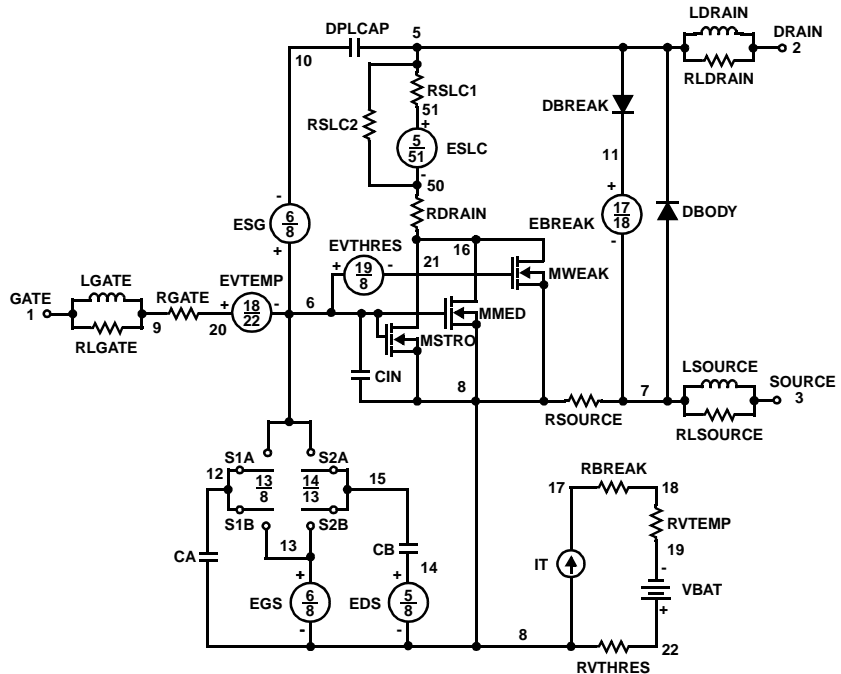 LDRAIN
DPLCAP 5 DRAIN
10 2
RSLC1 RLDRAIN
51 DBREAK
RSLC2 +
5
51 ESLC
11
-
50
- +
RDRAIN 17
18
6
8 ESG EBREAK DBODY
+ EVTHRES 16 -
+ 19
8 - 21 MWEAK
LGATE EVTEMP
GATE RGATE + 18
22 - 6 MMED
1 9 20 MSTRO
RLGATE LSOURCE
CIN 8 7 SOURCE
3
RSOURCE RLSOURCE
S1A S2A
12 13
8 14
13 15 RBREAK
17 18
S1B S2B RVTEMP
13 CB 19
CA 14 IT -
+ + VBAT
EGS 6
8 EDS 5
8 +
- - 8 22
RVTHRES